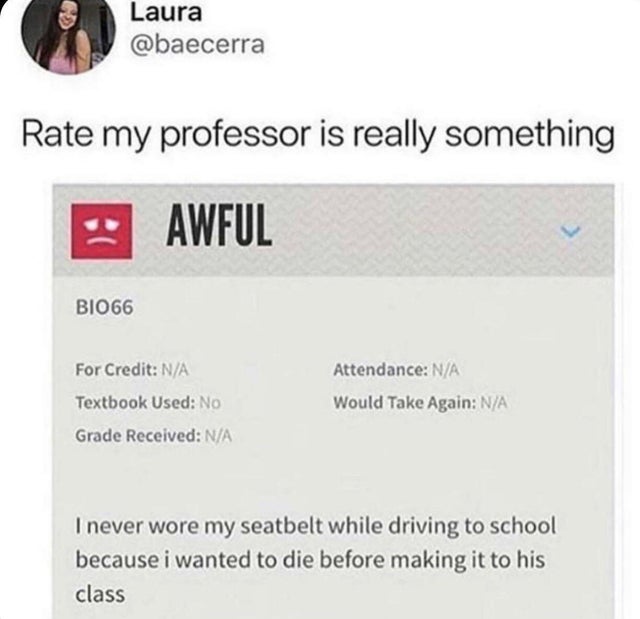 Laura
@baecerra
Rate my professor is really something
AWFUL
BIO66
For Credit: N/A
Attendance: N/A
Textbook Used: No
Would Take Again: N/A
Grade Received: N/A
I never wore my seatbelt while driving to school
because i wanted to die before making it to his
class